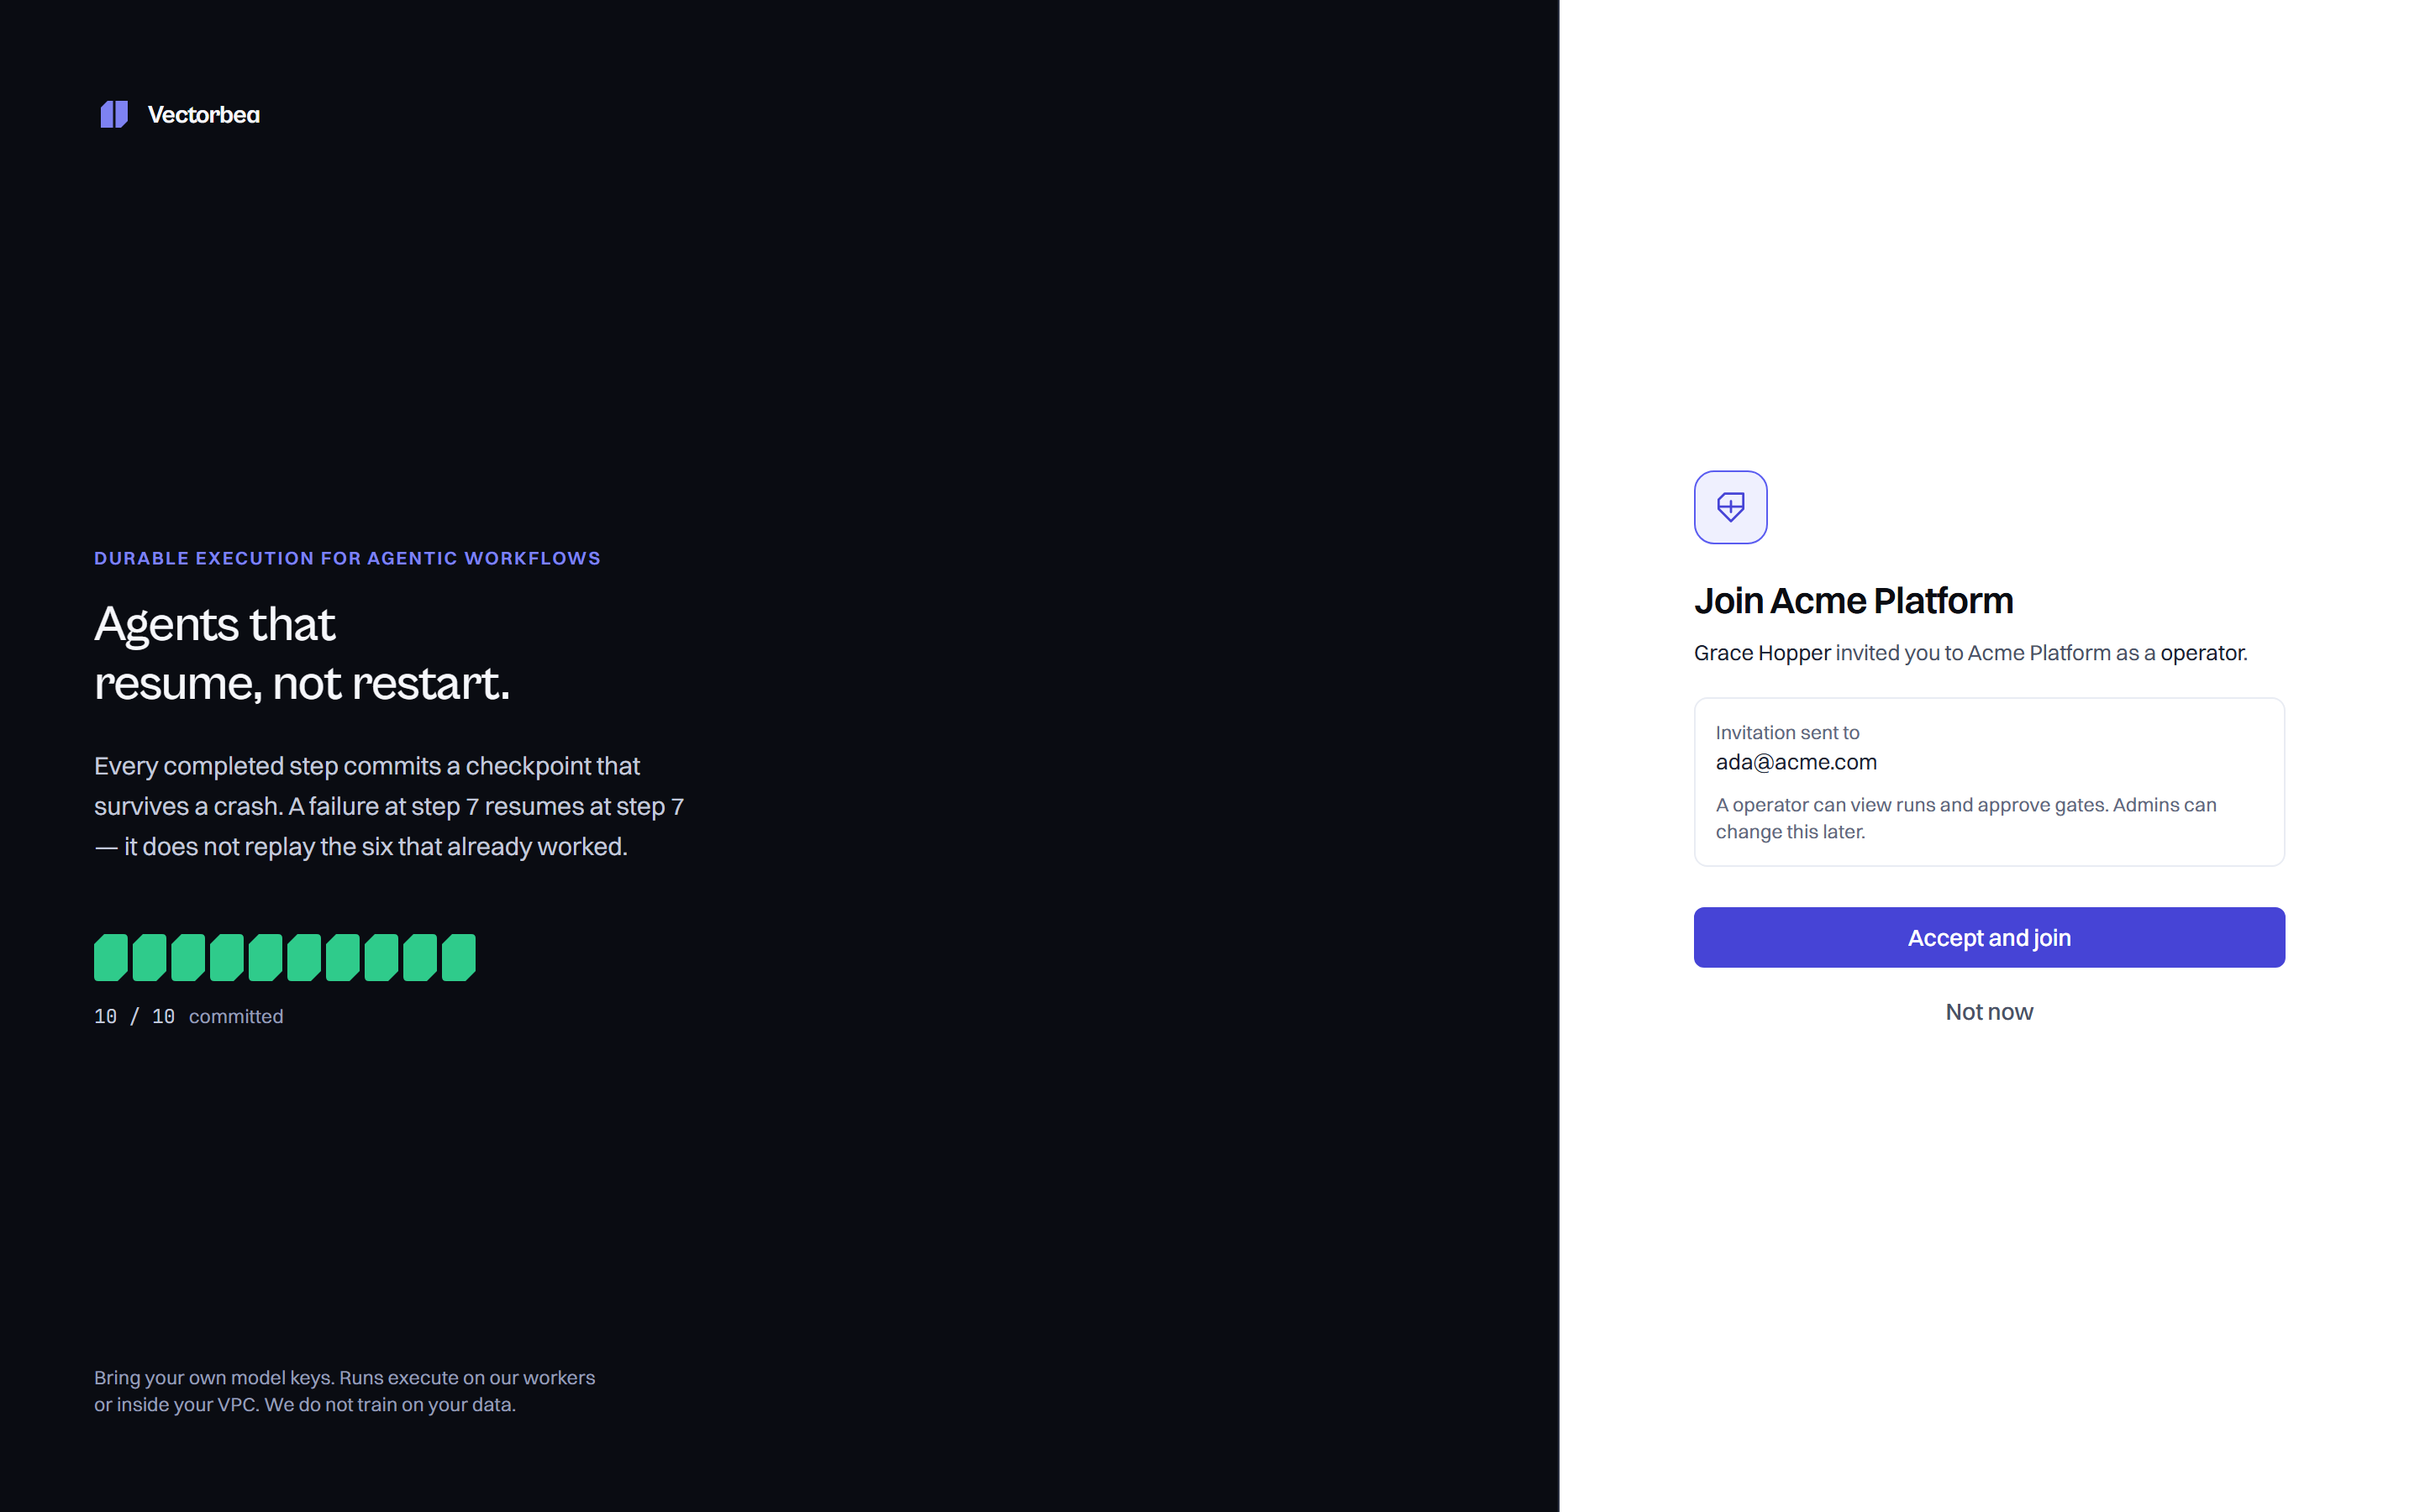 Vectorbea
DURABLE EXECUTION FOR AGENTIC WORKFLOWS
Agents that
resume, not restart.
Every completed step commits a checkpoint that
survives a crash. A failure at step 7 resumes at step 7
— it does not replay the six that already worked.
10 / 10 committed
Bring your own model keys. Runs execute on our workers
or inside your VPC. We do not train on your data.
Join Acme Platform
Grace Hopper invited you to Acme Platform as a operator.
Invitation sent to
ada@acme.com
A operator can view runs and approve gates. Admins can
change this later.
Accept and join
Not now